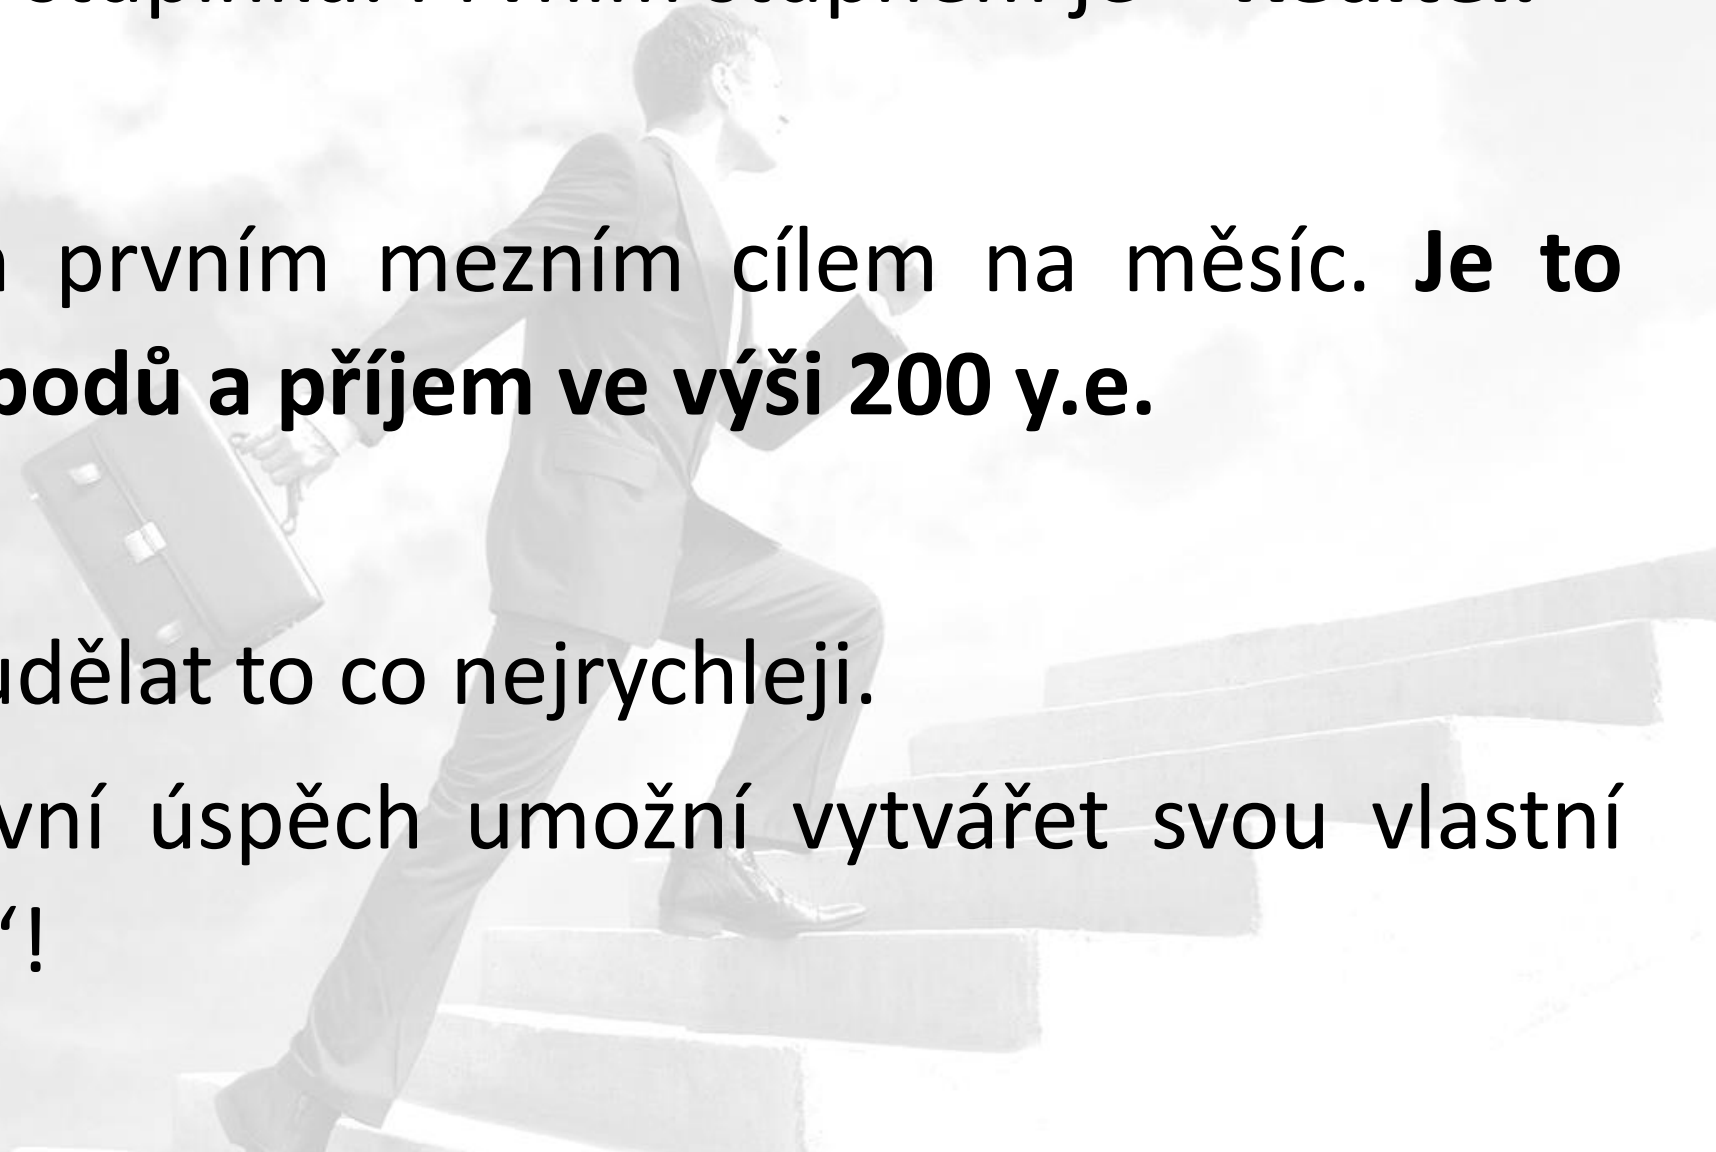 prvním mezním cílem na měsíc. Je to
bodů a příjem ve výši 200 y.e.
udělat to co nejrychleji.
úspěch umožní vytvářet svou vlastní
“!